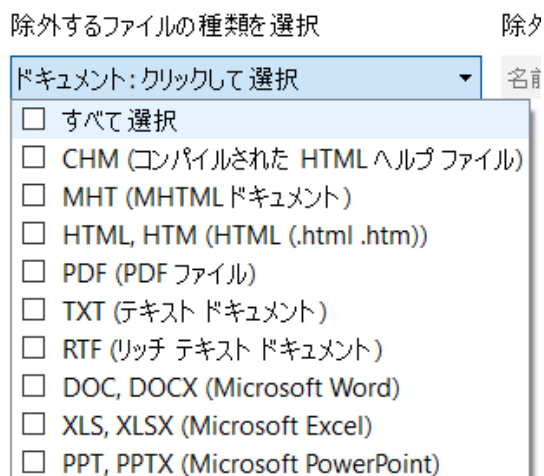 除外するファイルの種類を選択
除外
ドキュメント: クリックして選択
名前
すべて選択
CHM (コンパイルされた HTML ヘルプ ファイル)
MHT (MHTML ドキュメント)
HTML, HTM (HTML (.html .htm))
PDF (PDF ファイル)
TXT (テキスト ドキュメント)
RTF (リッチ テキスト ドキュメント)
DOC, DOCX (Microsoft Word)
XLS, XLSX (Microsoft Excel)
PPT, PPTX (Microsoft PowerPoint)